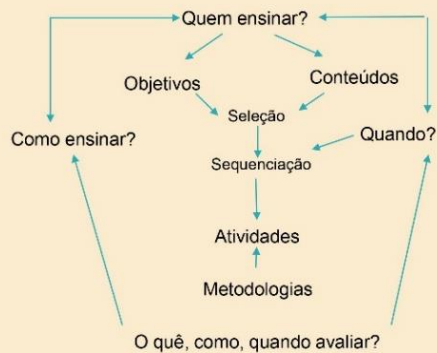 Quem ensinar?
Objetivos
Conteúdos
Seleção
Como ensinar?
Quando?
Sequenciação
Atividades
Metodologias
O quê, como, quando avaliar?